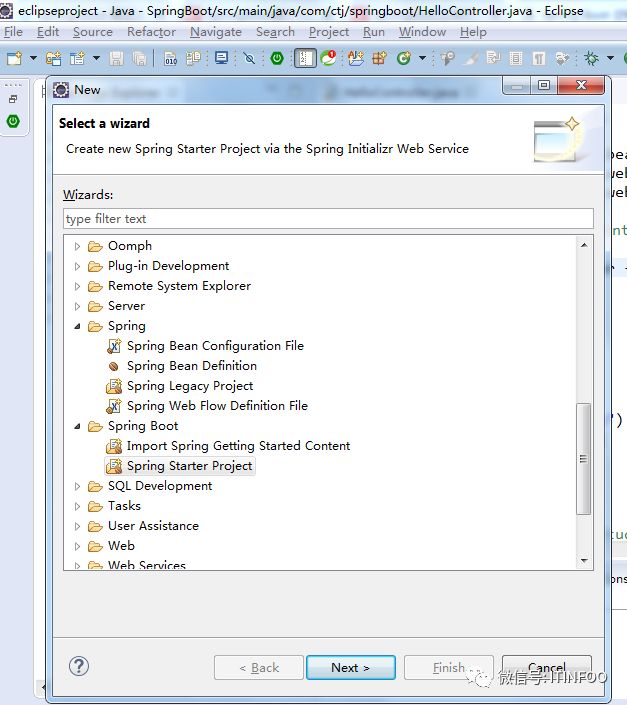 eclipseproject - Java - SpringBoot/src/main/java/com/ctj/springboot/HelloController.java - Eclipse
File Edit Source Refactor Navigate Search Project Run Window Help
New
Select a wizard
Create new Spring Starter Project via the Spring Initializr Web Service
Wizards:
type filter text
Oomph
Plug-in Development
Remote System Explorer
Server
Spring
Spring Bean Configuration File
Spring Bean Definition
Spring Legacy Project
Spring Web Flow Definition File
Spring Boot
Import Spring Getting Started Content
Spring Starter Project
SQL Development
Tasks
User Assistance
Web
Web Services
< Back Next > Finish Cancel
微信号: ITINFOO